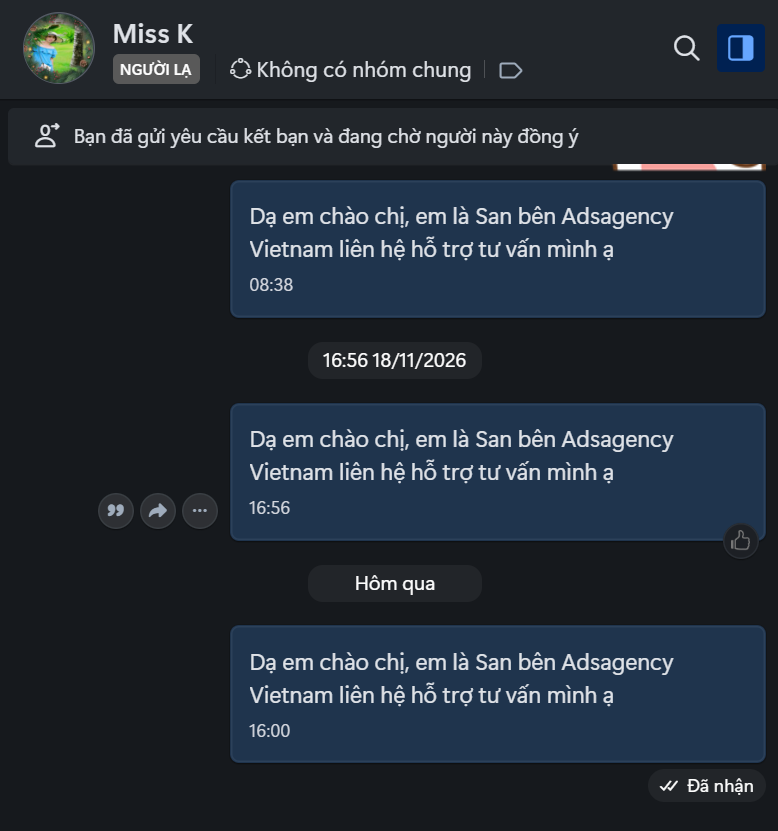 Miss K
NGƯỜI LẠ
Không có nhóm chung
Bạn đã gửi yêu cầu kết bạn và đang chờ người này đồng ý
Dạ em chào chị, em là San bên Adsagency
Vietnam liên hệ hỗ trợ tư vấn mình ạ
08:38
16:56 18/11/2026
Dạ em chào chị, em là San bên Adsagency
Vietnam liên hệ hỗ trợ tư vấn mình ạ
16:56
Hôm qua
Dạ em chào chị, em là San bên Adsagency
Vietnam liên hệ hỗ trợ tư vấn mình ạ
16:00
Đã nhận